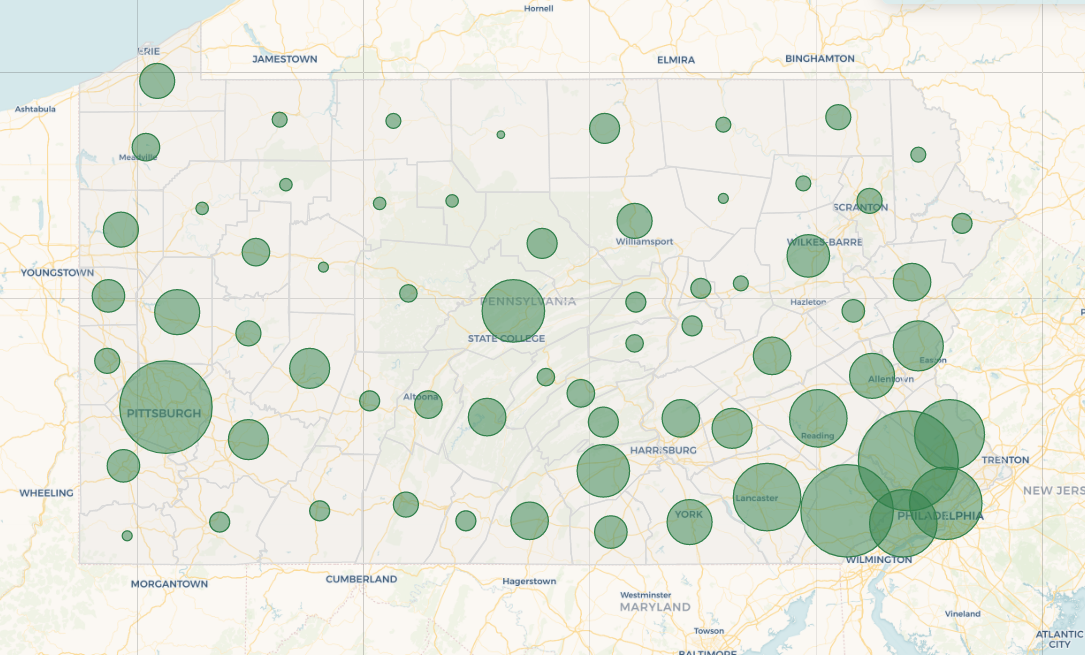 Hornell
ERIE
JAMESTOWN
ELMIRA
BINGHAMTON
Ashtabula
Meadville
SCRANTON
Williamsport
WILKES-BARRE
YOUNGSTOWN
PENNSYLVANIA
Hazleton
STATE COLLEGE
Easton
Allentown
Altoona
PITTSBURGH
Reading
HARRISBURG
TRENTON
WHEELING
NEW JERS
Lancaster
YORK
PHILADELPHIA
WILMINGTON
MORGANTOWN
CUMBERLAND
Hagerstown
Westminster
MARYLAND
Vineland
Towson
ATLANTIC
CITY
BALTIMORE